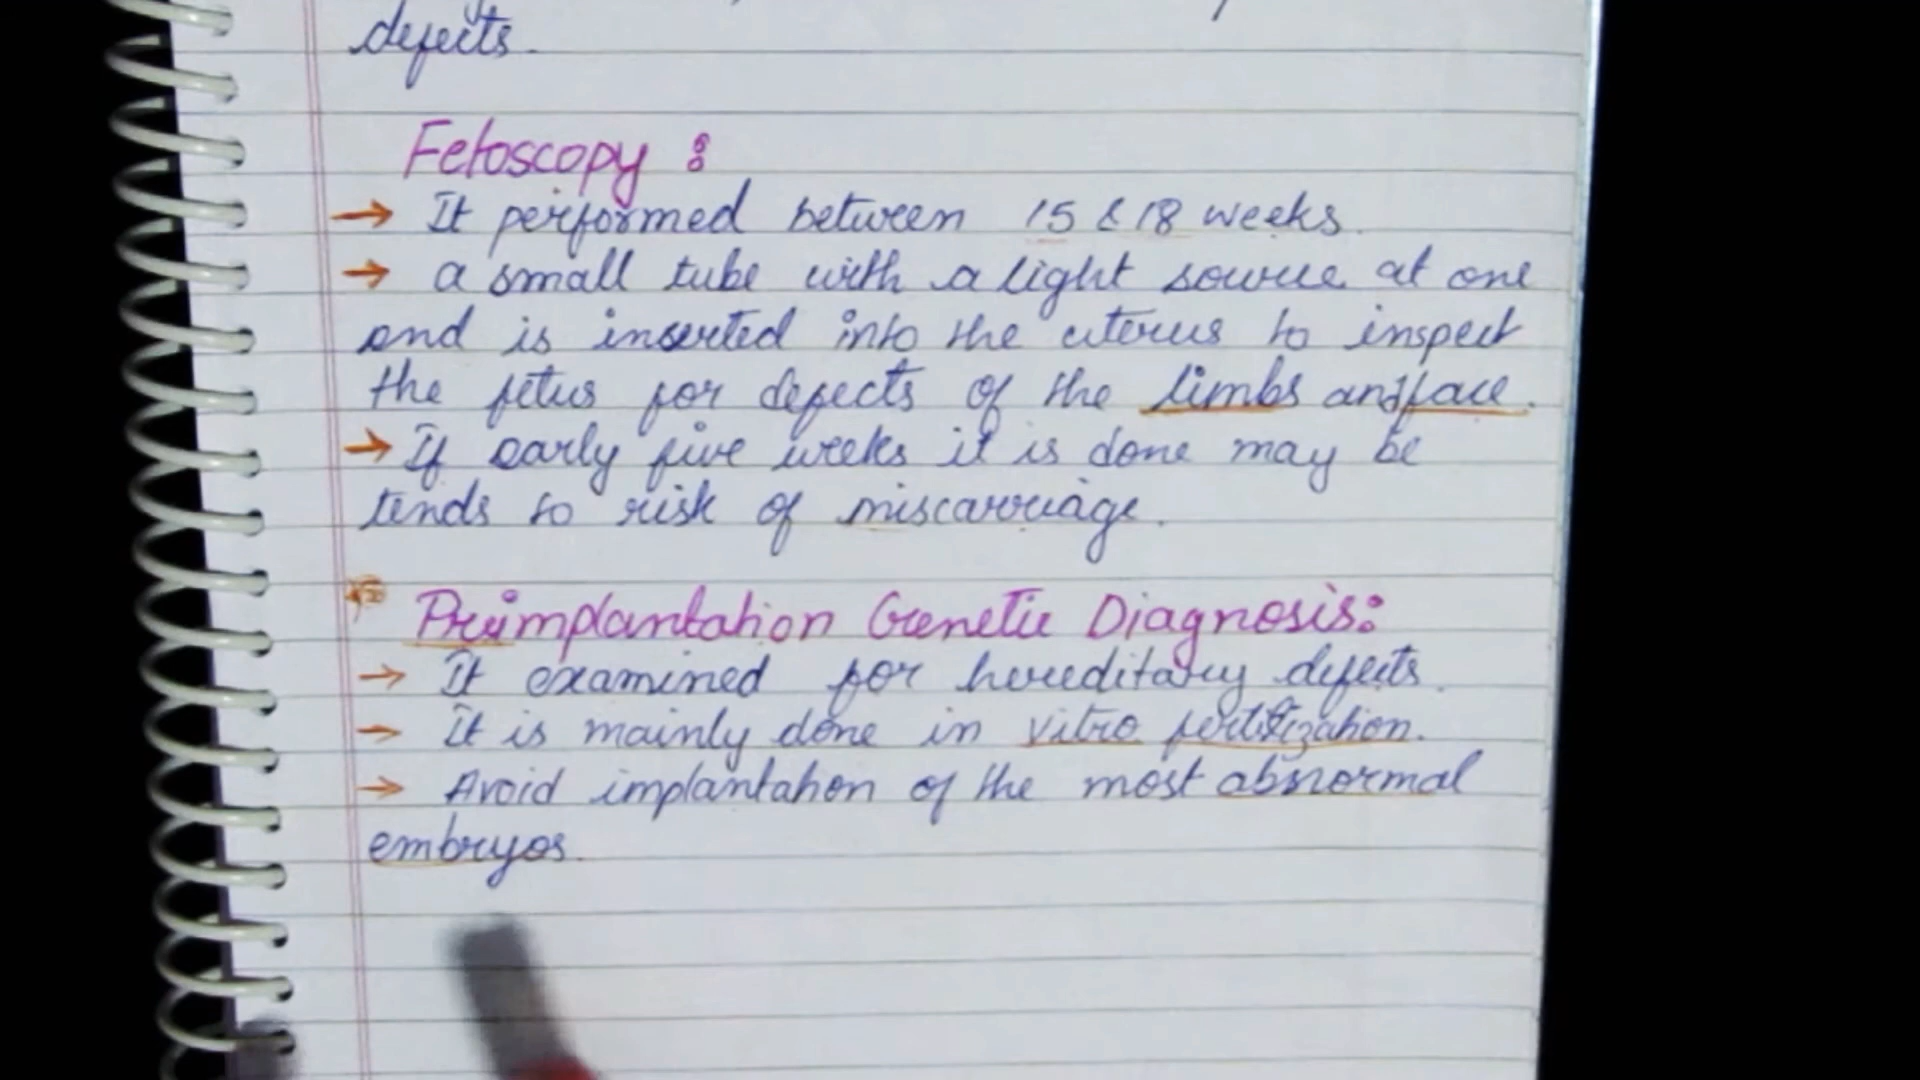 defects.
Fetoscopy :
→ It performed between 15 & 18 weeks.
→ a small tube with a light source at one
end is inserted into the uterus to inspect
the fetus for defects of the limbs and face.
→ If early five weeks it is done may be
tends to risk of miscarriage.
Preimplantation Genetic Diagnosis:
→ It examined for hereditary defects.
→ It is mainly done in vitro fertilization.
→ Avoid implantation of the most abnormal
embryos.